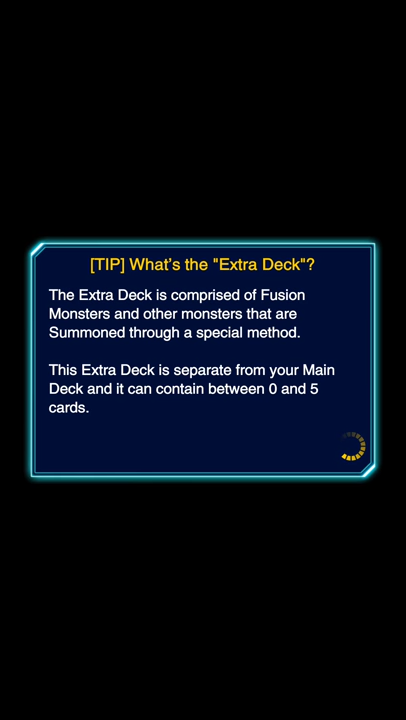 [TIP] What’s the "Extra Deck"?
The Extra Deck is comprised of Fusion
Monsters and other monsters that are
Summoned through a special method.
This Extra Deck is separate from your Main
Deck and it can contain between 0 and 5
cards.